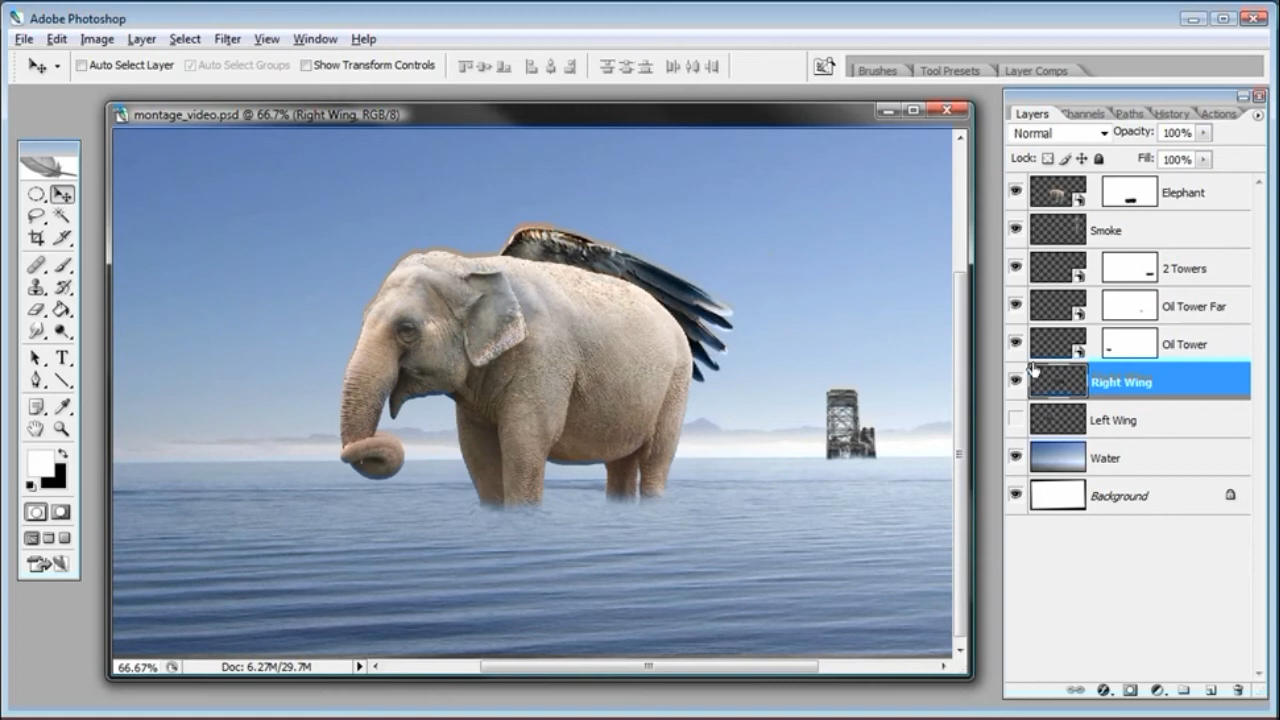 Adobe Photoshop
File Edit Image Layer Select Filter View Window Help
Auto Select Layer Auto Select Groups Show Transform Controls Brushes Tool Presets Layer Comps
montage_video.psd @ 66.7% (Right Wing, RGB/8)
Layers Channels Paths History Actions
Normal Opacity: 100%
Lock: Fill: 100%
Elephant
Smoke
2 Towers
Oil Tower Far
Oil Tower
Right Wing
Left Wing
Water
Background
T
66.67% Doc: 6.27M/29.7M